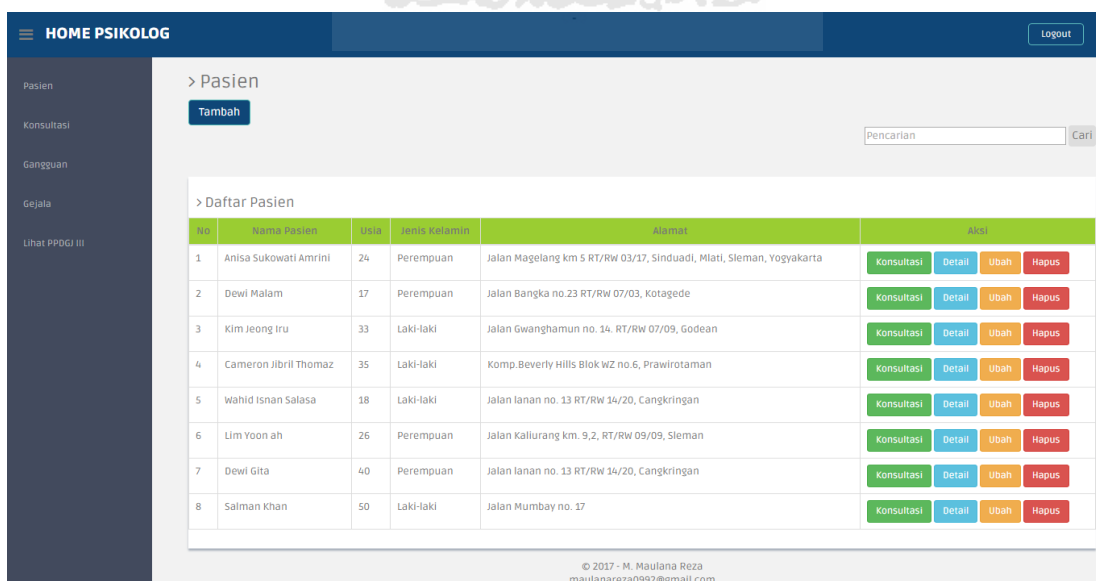 HOME PSIKOLOG
Logout
Pasien
Konsultasi
Gangguan
Gejala
Lihat PPDGJ III
> Pasien
Tambah
Pencarian Cari
> Daftar Pasien
No Nama Pasien Usia Jenis Kelamin Alamat Aksi
1 Anisa Sukowati Amrini 24 Perempuan Jalan Magelang km 5 RT/RW 03/17, Sinduadi, Mlati, Sleman, Yogyakarta Konsultasi Detail Ubah Hapus
2 Dewi Malam 17 Perempuan Jalan Bangka no.23 RT/RW 07/03, Kotagede Konsultasi Detail Ubah Hapus
3 Kim Jeong Iru 33 Laki-laki Jalan Gwanghamun no. 14. RT/RW 07/09, Godean Konsultasi Detail Ubah Hapus
4 Cameron Jibril Thomaz 35 Laki-laki Komp.Beverly Hills Blok WZ no.6, Prawirotaman Konsultasi Detail Ubah Hapus
5 Wahid Isnan Salasa 18 Laki-laki Jalan lanan no. 13 RT/RW 14/20, Cangkringan Konsultasi Detail Ubah Hapus
6 Lim Yoon ah 26 Perempuan Jalan Kaliurang km. 9,2, RT/RW 09/09, Sleman Konsultasi Detail Ubah Hapus
7 Dewi Gita 40 Perempuan Jalan lanan no. 13 RT/RW 14/20, Cangkringan Konsultasi Detail Ubah Hapus
8 Salman Khan 50 Laki-laki Jalan Mumbay no. 17 Konsultasi Detail Ubah Hapus
© 2017 - M. Maulana Reza
maulanareza0992@gmail.com